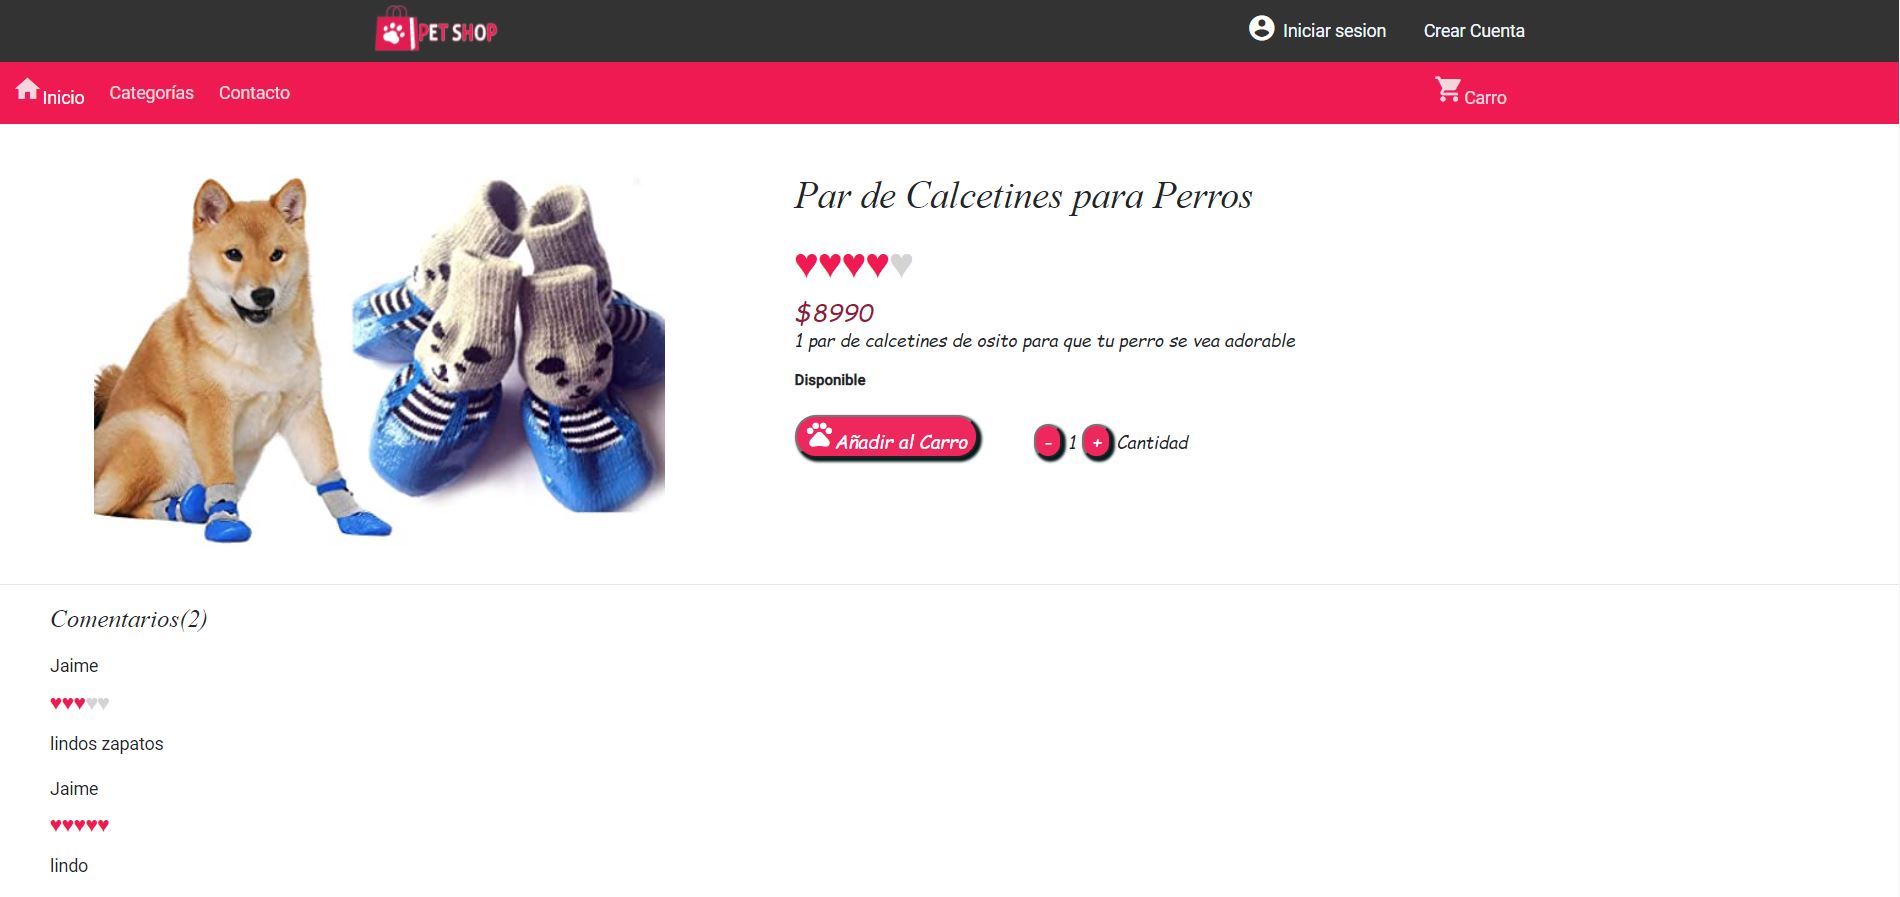 PET SHOP
Iniciar sesion
Crear Cuenta
Inicio
Categorías
Contacto
Carro
Par de Calcetines para Perros
♥♥♥♥♥
$8990
1 par de calcetines de osito para que tu perro se vea adorable
Disponible
Añadir al Carro
- 1 + Cantidad
Comentarios(2)
Jaime
♥♥♥♥♥
lindos zapatos
Jaime
♥♥♥♥♥
lindo